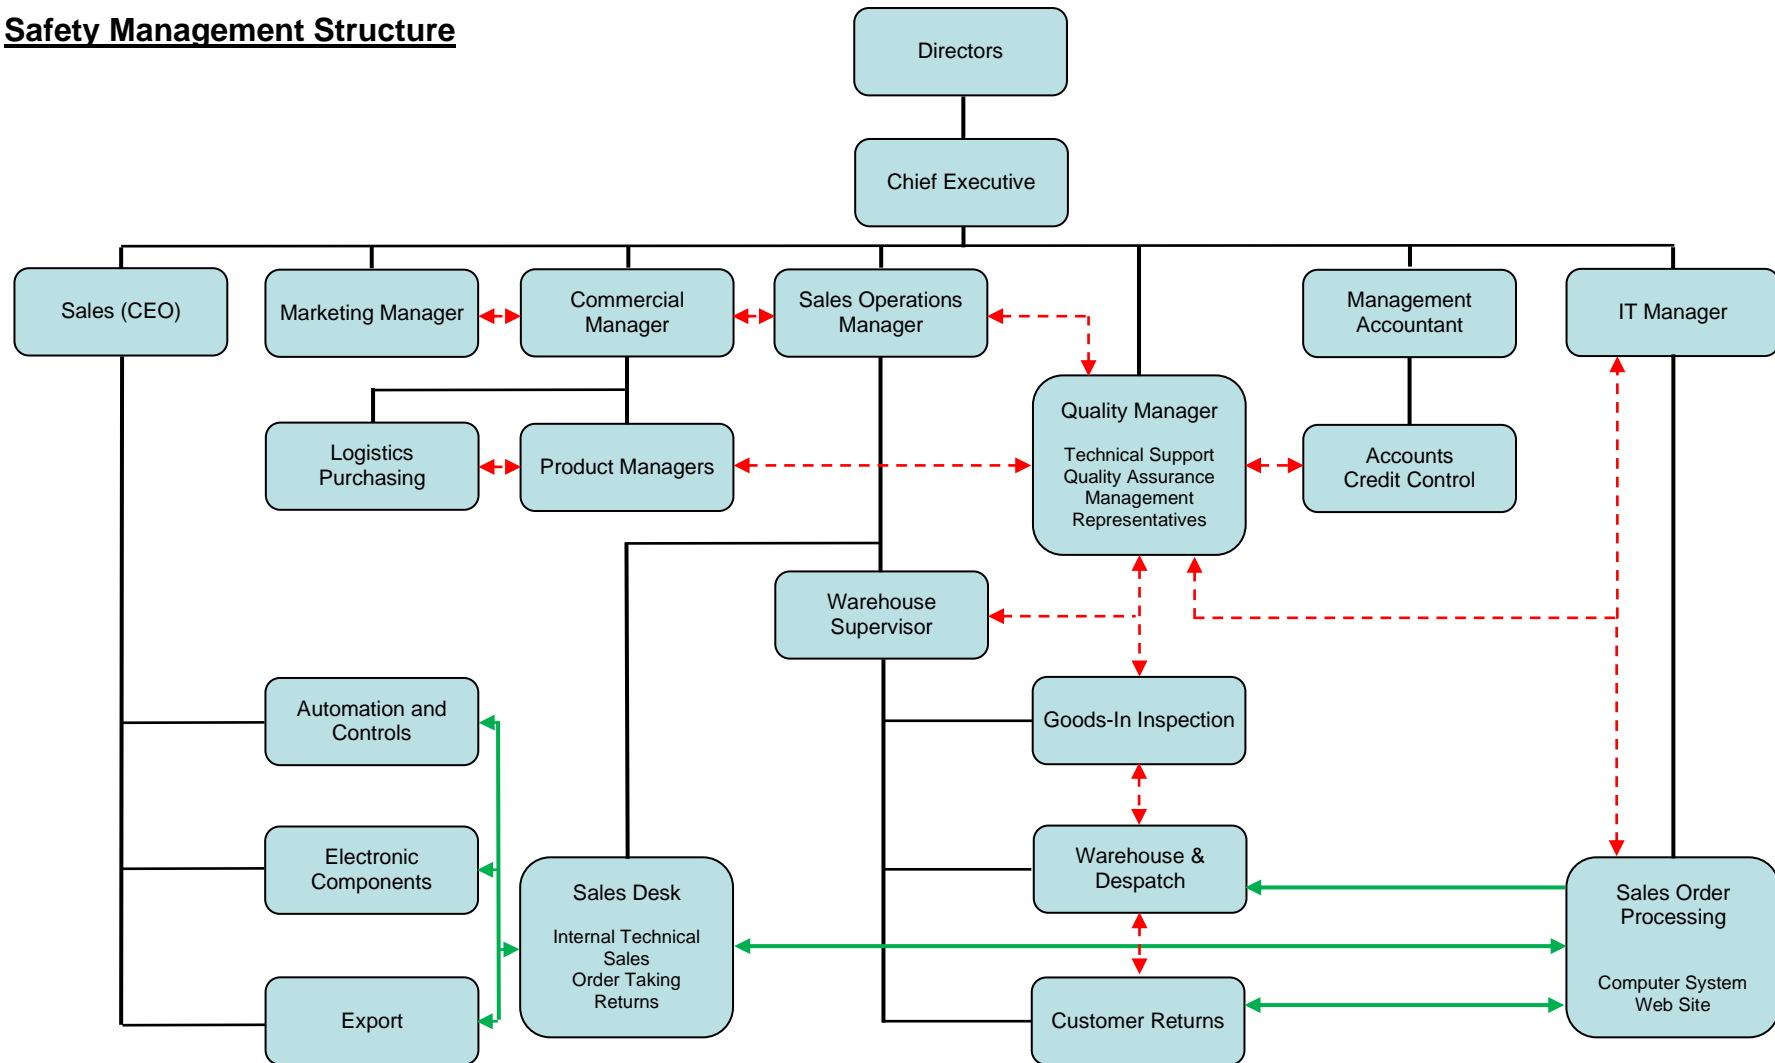 Safety Management Structure
Directors
Chief Executive
Sales (CEO)
Marketing Manager
Commercial
Manager
Sales Operations
Manager
Management
Accountant
IT Manager
Quality Manager
Technical Support
Quality Assurance
Management
Representatives
Logistics
Purchasing
Product Managers
Accounts
Credit Control
Warehouse
Supervisor
Automation and
Controls
Goods-In Inspection
Electronic
Components
Sales Desk
Internal Technical
Sales
Order Taking
Returns
Warehouse &
Despatch
Sales Order
Processing
Computer System
Web Site
Export
Customer Returns